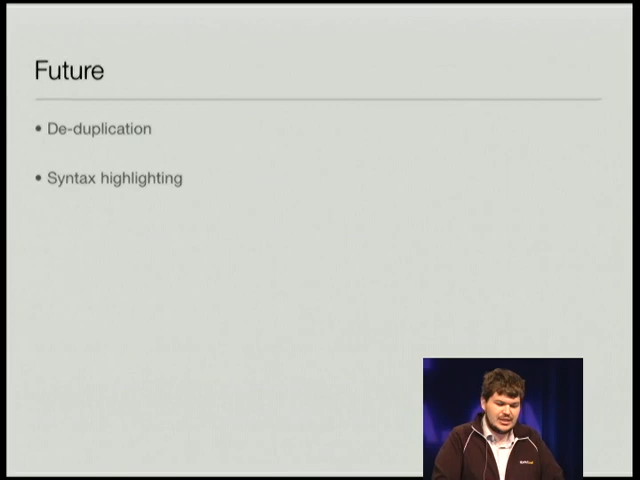 Future
• De-duplication
• Syntax highlighting